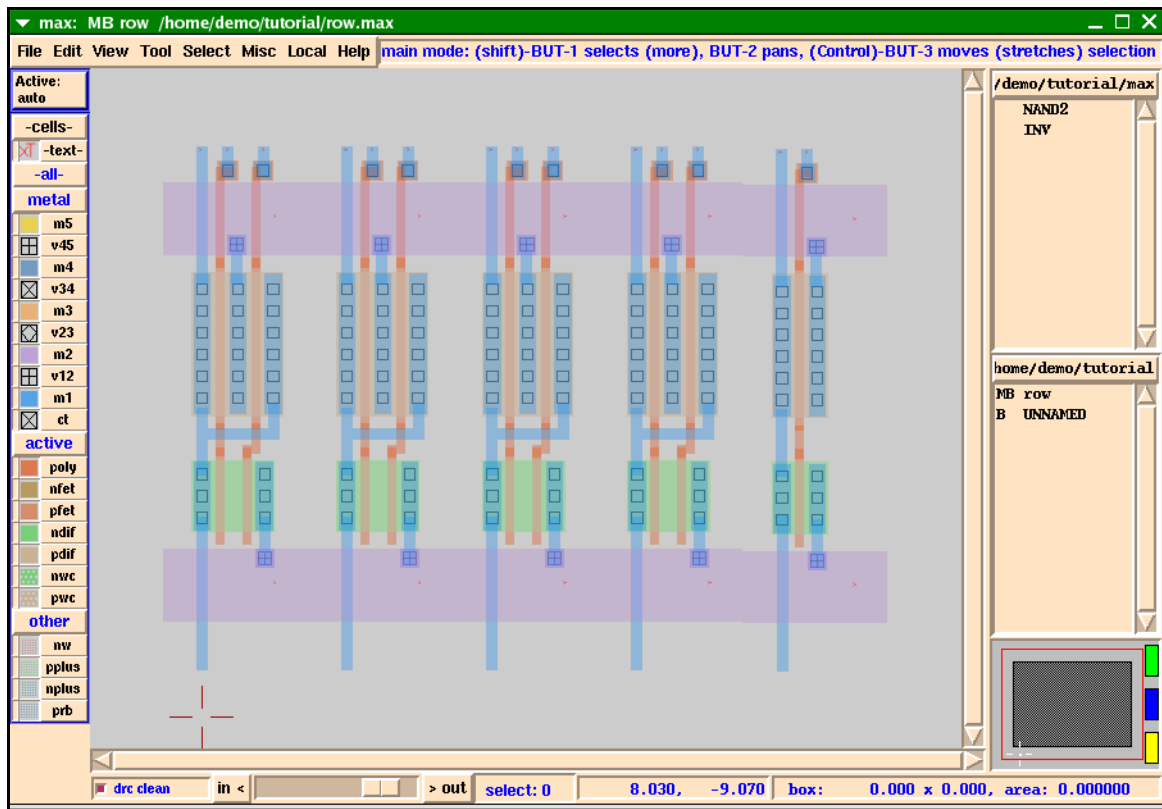 max: MB row /home/demo/tutorial/row.max
File Edit View Tool Select Misc Local Help
main mode: (shift)-BUT-1 selects (more), BUT-2 pans, (Control)-BUT-3 moves (stretches) selection
Active:
auto
-cells-
-text-
-all-
metal
m5
v45
m4
v34
m3
v23
m2
v12
m1
ct
active
poly
nfet
pfet
ndif
pdif
nwc
pwc
other
nw
pplus
nplus
prb
/demo/tutorial/max
NAND2
INV
home/demo/tutorial
MB row
B UNNAMED
drc clean
in <
> out
select: 0
8.030, -9.070
box: 0.000 x 0.000, area: 0.000000